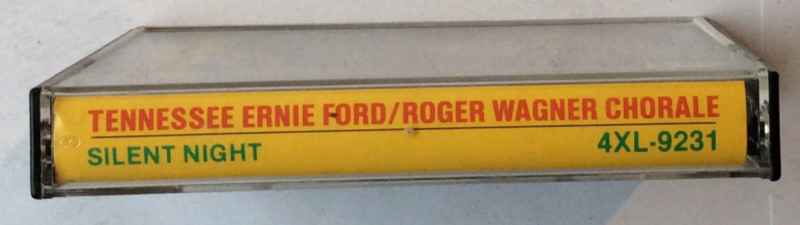 TENNESSEE ERNIE FORD/ROGER WAGNER CHORALE
SILENT NIGHT 4XL-9231